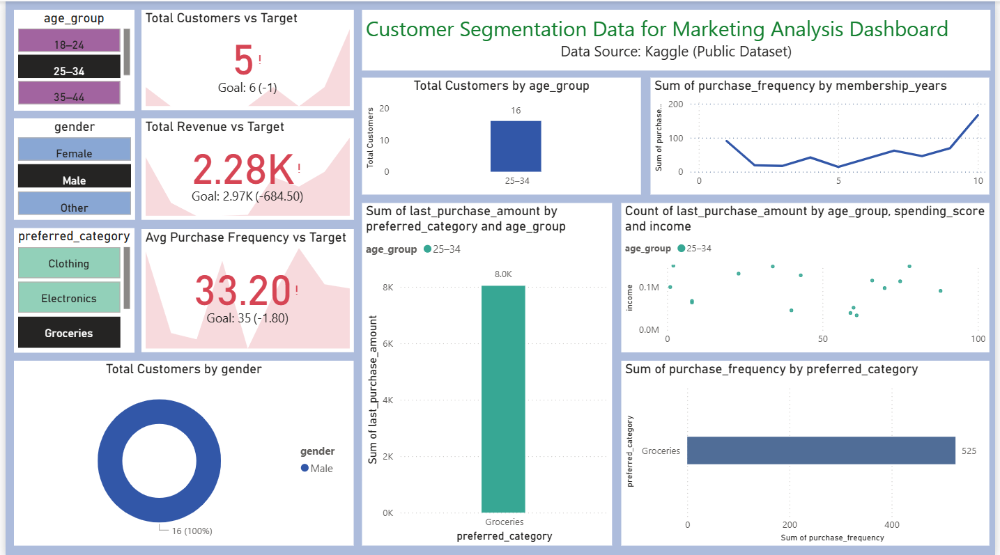 age_group
18–24
25–34
35–44
gender
Female
Male
Other
preferred_category
Clothing
Electronics
Groceries
Total Customers vs Target
5!
Goal: 6 (-1)
Total Revenue vs Target
2.28K!
Goal: 2.97K (-684.50)
Avg Purchase Frequency vs Target
33.20!
Goal: 35 (-1.80)
Customer Segmentation Data for Marketing Analysis Dashboard
Data Source: Kaggle (Public Dataset)
Total Customers by age_group
Total Customers
20
10
0
16
25–34
Sum of purchase_frequency by membership_years
Sum of purchase...
200
100
0
0
5
10
Sum of last_purchase_amount by
preferred_category and age_group
age_group 25–34
Sum of last_purchase_amount
8K
6K
4K
2K
0K
8.0K
Groceries
preferred_category
Count of last_purchase_amount by age_group, spending_score
and income
age_group 25–34
income
0.1M
0.0M
0
50
100
Total Customers by gender
gender
Male
16 (100%)
Sum of purchase_frequency by preferred_category
preferred_category
Groceries
525
0
200
400
Sum of purchase_frequency